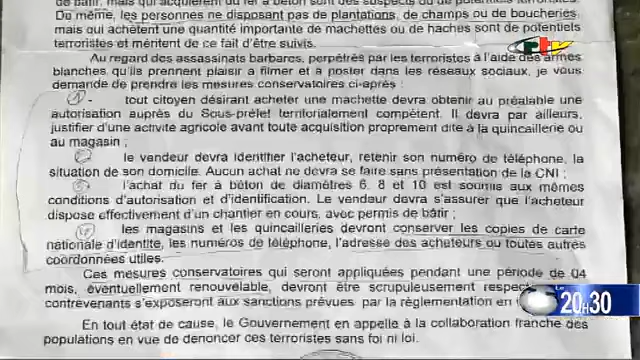 de bâtir, mais qui acquièrent du fer à béton sont des suspects ou de potentiels terroristes.
De même, les personnes ne disposant pas de plantations, de champs ou de boucheries,
mais qui achètent une quantité importante de machettes ou de haches sont de potentiels
terroristes et méritent de ce fait d'être suivis.
Au regard des assassinats barbares, perpétrés par les terroristes à l'aide des armes
blanches qu'ils prennent plaisir à filmer et à poster dans les réseaux sociaux, je vous
demande de prendre les mesures conservatoires ci-après :
1 - tout citoyen désirant acheter une machette devra obtenir au préalable une
autorisation auprès du Sous-préfet territorialement compétent. Il devra par ailleurs,
justifier d'une activité agricole avant toute acquisition proprement dite à la quincaillerie ou
au magasin ;
le vendeur devra identifier l'acheteur, retenir son numéro de téléphone, la
situation de son domicile. Aucun achat ne devra se faire sans présentation de la CNI ;
l'achat du fer à béton de diamètres 6, 8 et 10 est soumis aux mêmes
conditions d'autorisation et d'identification. Le vendeur devra s'assurer que l'acheteur
dispose effectivement d'un chantier en cours, avec permis de bâtir ;
les magasins et les quincailleries devront conserver les copies de carte
nationale d'identité, les numéros de téléphone, l'adresse des acheteurs ou toutes autres
coordonnées utiles.
Ces mesures conservatoires qui seront appliquées pendant une période de 04
mois, éventuellement renouvelable, devront être scrupuleusement
contrevenants s'exposeront aux sanctions prévues par la règlementation en
En tout état de cause, le Gouvernement en appelle à la collaboration franche des
populations en vue de dénoncer ces terroristes sans foi ni loi.
crtv
Le 20H30